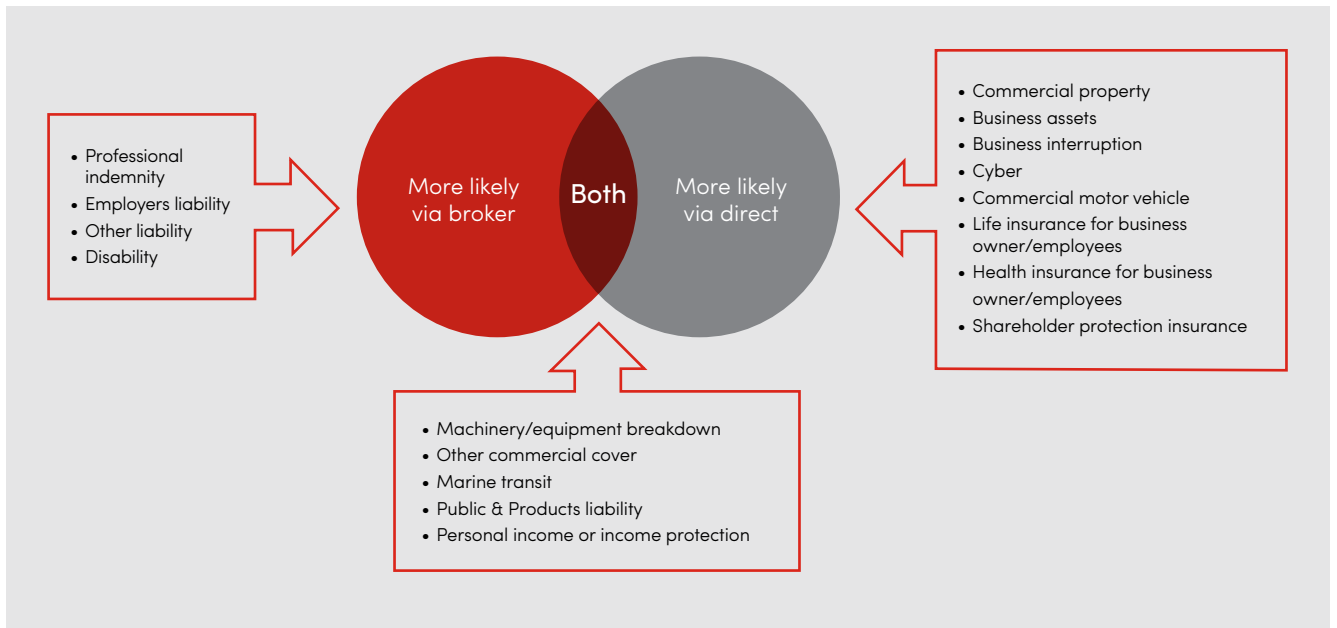 • Professional
indemnity
• Employers liability
• Other liability
• Disability
More likely
via broker
Both
More likely
via direct
• Commercial property
• Business assets
• Business interruption
• Cyber
• Commercial motor vehicle
• Life insurance for business
owner/employees
• Health insurance for business
owner/employees
• Shareholder protection insurance
• Machinery/equipment breakdown
• Other commercial cover
• Marine transit
• Public & Products liability
• Personal income or income protection